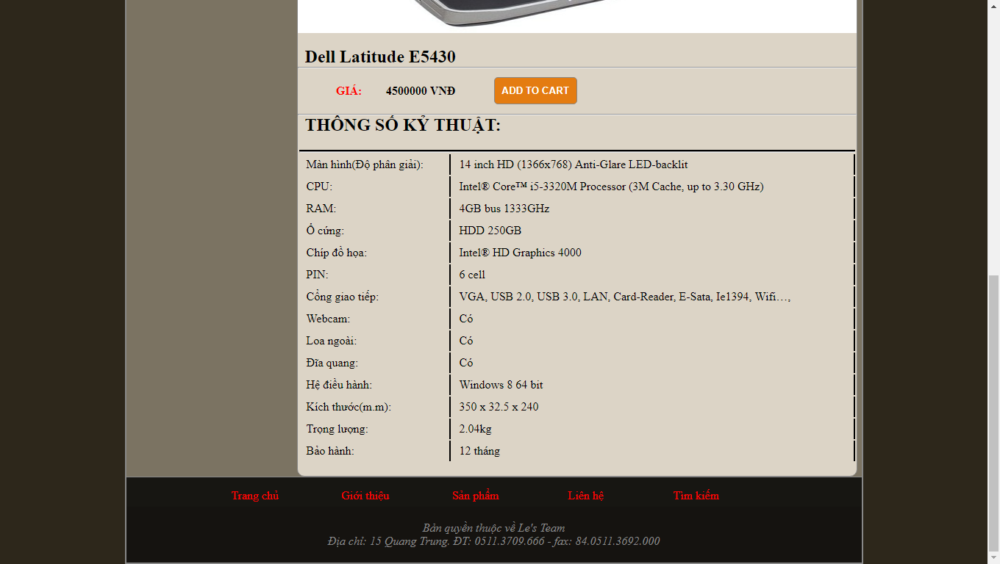 Dell Latitude E5430
GIÁ: 4500000 VNĐ ADD TO CART
THÔNG SỐ KỶ THUẬT:
Màn hình(Độ phân giải): 14 inch HD (1366x768) Anti-Glare LED-backlit
CPU: Intel® Core™ i5-3320M Processor (3M Cache, up to 3.30 GHz)
RAM: 4GB bus 1333GHz
Ổ cứng: HDD 250GB
Chíp đồ họa: Intel® HD Graphics 4000
PIN: 6 cell
Cổng giao tiếp: VGA, USB 2.0, USB 3.0, LAN, Card-Reader, E-Sata, Ie1394, Wifi…,
Webcam: Có
Loa ngoài: Có
Đĩa quang: Có
Hệ điều hành: Windows 8 64 bit
Kích thước(m.m): 350 x 32.5 x 240
Trọng lượng: 2.04kg
Bảo hành: 12 tháng
Trang chủ Giới thiệu Sản phẩm Liên hệ Tìm kiếm
Bản quyền thuộc về Le's Team
Địa chỉ: 15 Quang Trung. ĐT: 0511.3709.666 - fax: 84.0511.3692.000